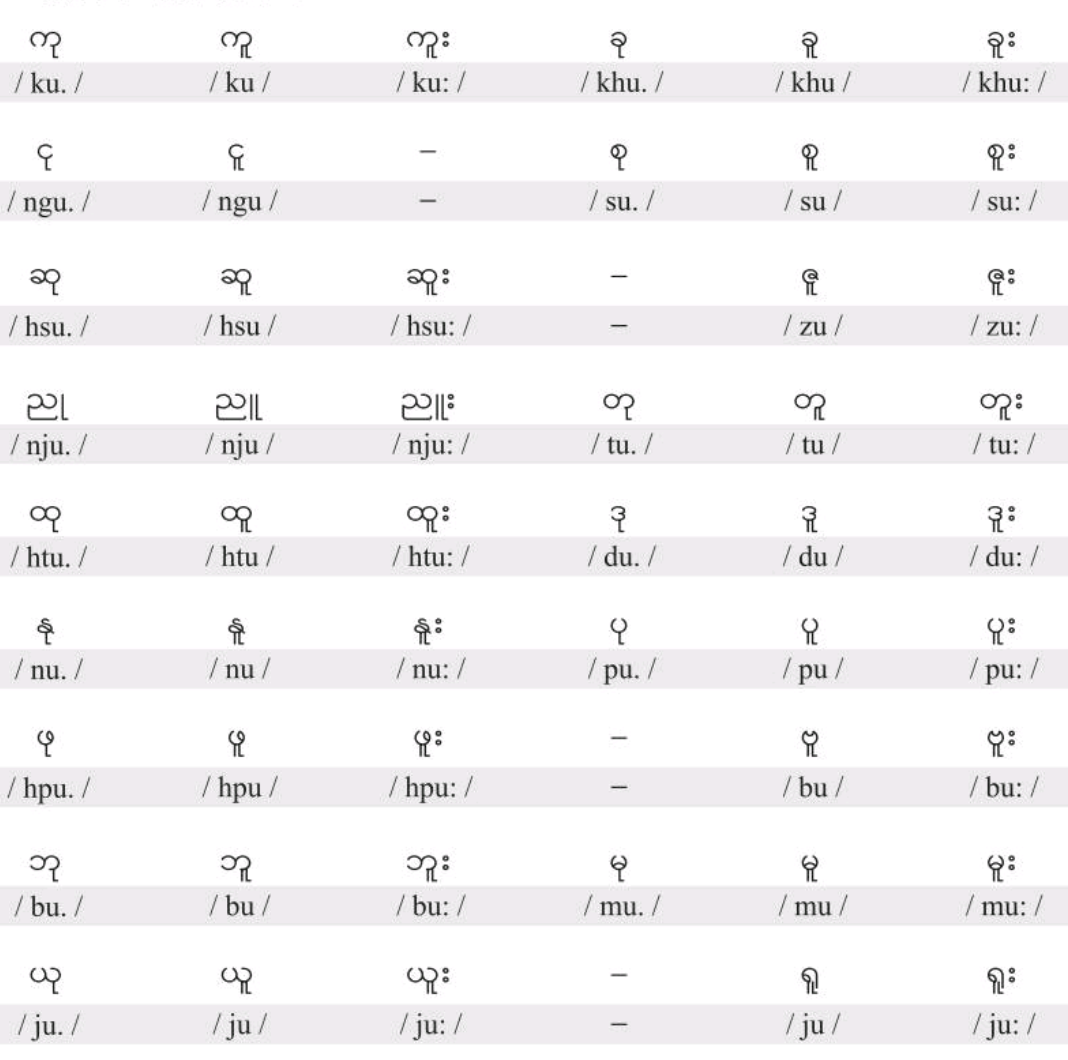 ကု ကူ ကူး ခု ခူ ခူး
/ ku. / / ku / / ku: / / khu. / / khu / / khu: /
ငု ငူ – စု စူ စူး
/ ngu. / / ngu / – / su. / / su / / su: /
ဆု ဆူ ဆူး – ဇူ ဇူး
/ hsu. / / hsu / / hsu: / – / zu / / zu: /
ညု ညူ ညူး တု တူ တူး
/ nju. / / nju / / nju: / / tu. / / tu / / tu: /
ထု ထူ ထူး ဒု ဒူ ဒူး
/ htu. / / htu / / htu: / / du. / / du / / du: /
နု နူ နူး ပု ပူ ပူး
/ nu. / / nu / / nu: / / pu. / / pu / / pu: /
ဖု ဖူ ဖူး – ဗူ ဗူး
/ hpu. / / hpu / / hpu: / – / bu / / bu: /
ဘု ဘူ ဘူး မု မူ မူး
/ bu. / / bu / / bu: / / mu. / / mu / / mu: /
ယု ယူ ယူး – ရူ ရူး
/ ju. / / ju / / ju: / – / ju / / ju: /